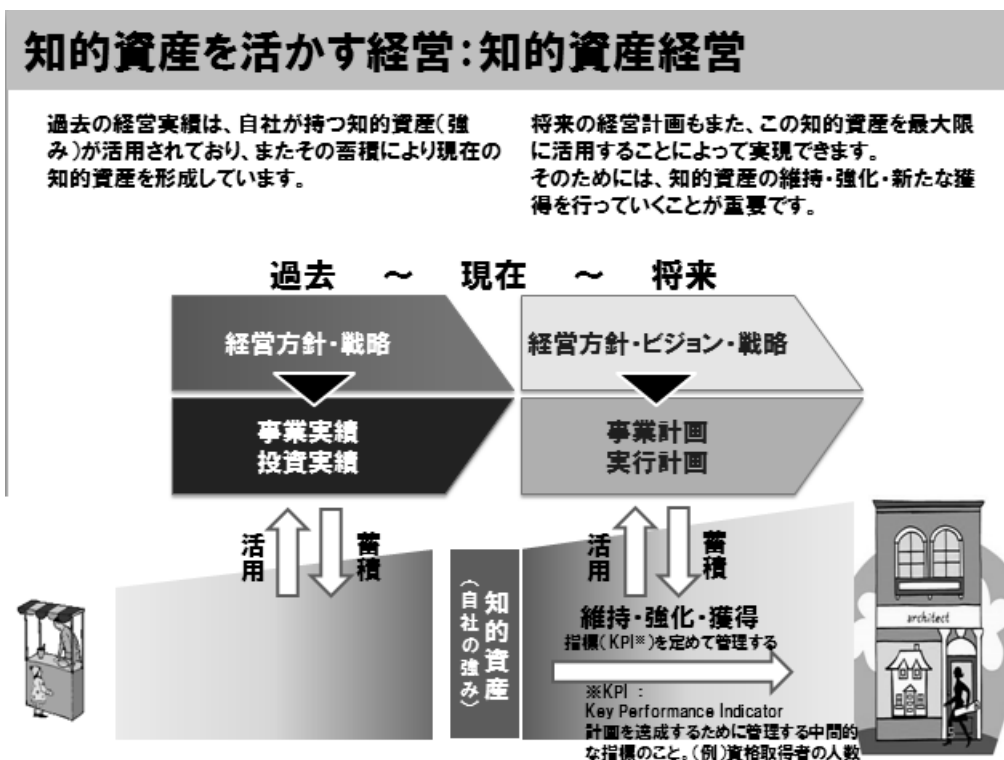 知的資産を活かす経営:知的資産経営
過去の経営実績は、自社が持つ知的資産(強
み)が活用されており、またその蓄積により現在の
知的資産を形成しています。
将来の経営計画もまた、この知的資産を最大限
に活用することによって実現できます。
そのためには、知的資産の維持・強化・新たな獲
得を行っていくことが重要です。
過去 ~ 現在 ~ 将来
経営方針・戦略
事業実績
投資実績
経営方針・ビジョン・戦略
事業計画
実行計画
活用
蓄積
知的資産
(自社の強み)
活用
蓄積
維持・強化・獲得
指標(KPI※)を定めて管理する
※KPI :
Key Performance Indicator
計画を達成するために管理する中間的
な指標のこと。(例)資格取得者の人数
architect